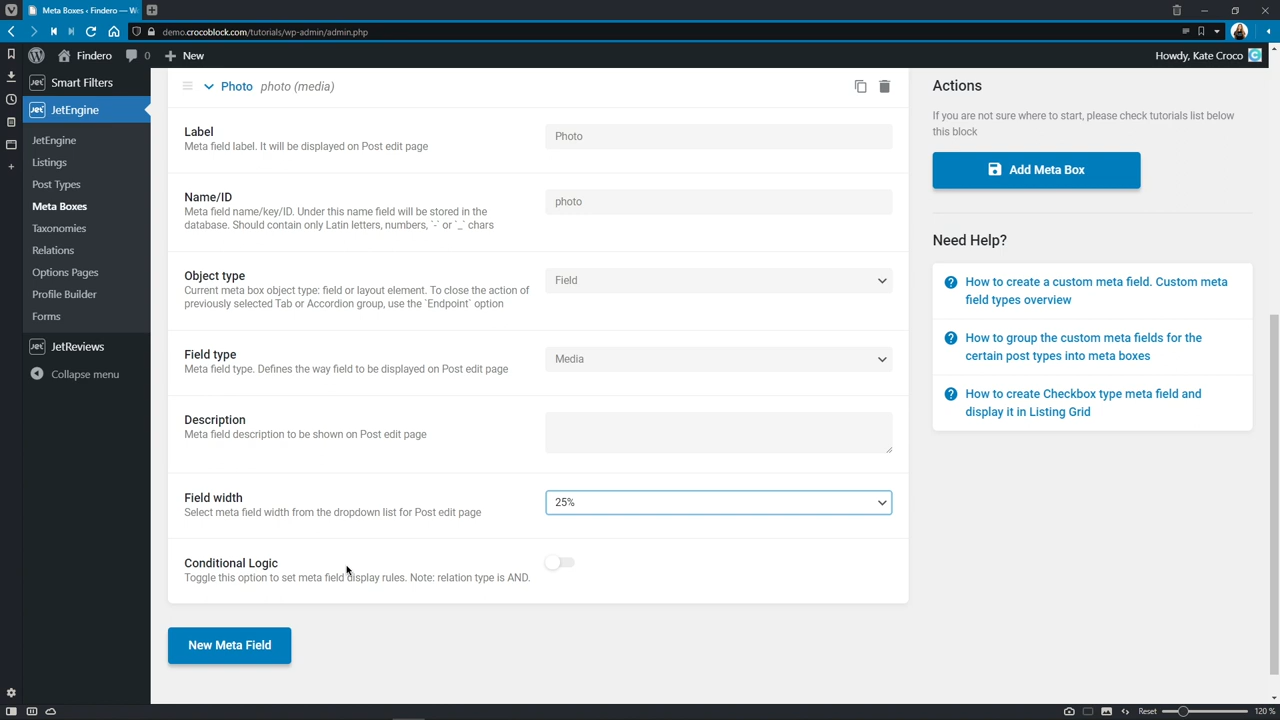 Meta Boxes — W
demo.crocoblock.com/tutorials/wp-admin/admin.php
Findero
0
New
Howdy, Kate Croco
Smart Filters
JetEngine
JetEngine
Listings
Post Types
Meta Boxes
Taxonomies
Relations
Options Pages
Profile Builder
Forms
JetReviews
Collapse menu
Photo photo (media)
Label
Meta field label. It will be displayed on Post edit page
Photo
Name/ID
Meta field name/key/ID. Under this name field will be stored in the
database. Should contain only Latin letters, numbers, `-` or `_` chars
photo
Object type
Current meta box object type: field or layout element. To close the action of
previously selected Tab or Accordion group, use the `Endpoint` option
Field
Field type
Meta field type. Defines the way field to be displayed on Post edit page
Media
Description
Meta field description to be shown on Post edit page
Field width
Select meta field width from the dropdown list for Post edit page
25%
Conditional Logic
Toggle this option to set meta field display rules. Note: relation type is AND.
New Meta Field
Actions
If you are not sure where to start, please check tutorials list below
this block
Add Meta Box
Need Help?
How to create a custom meta field. Custom meta
field types overview
How to group the custom meta fields for the
certain post types into meta boxes
How to create Checkbox type meta field and
display it in Listing Grid
Reset
120 %